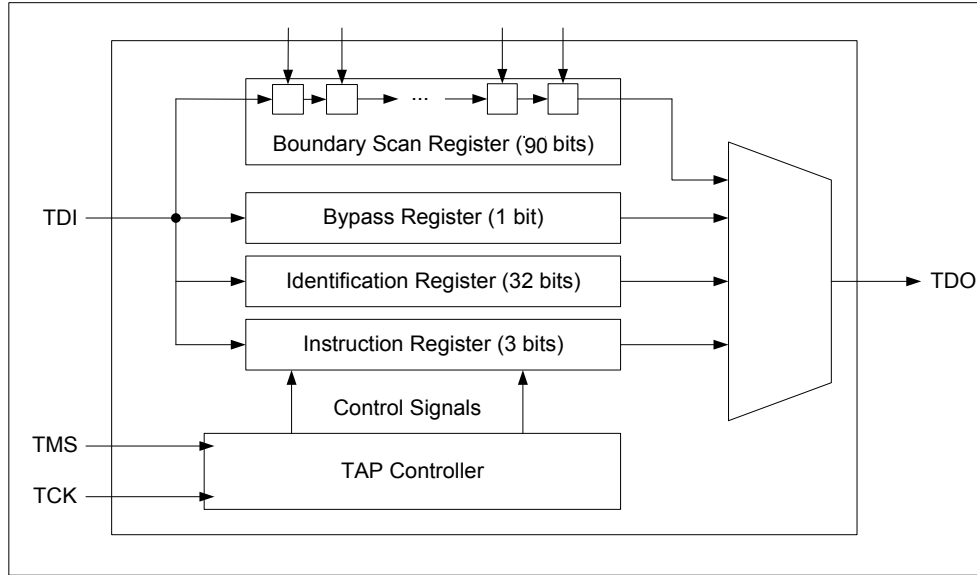 ...
Boundary Scan Register (90 bits)
TDI
Bypass Register (1 bit)
Identification Register (32 bits)
TDO
Instruction Register (3 bits)
Control Signals
TMS
TAP Controller
TCK